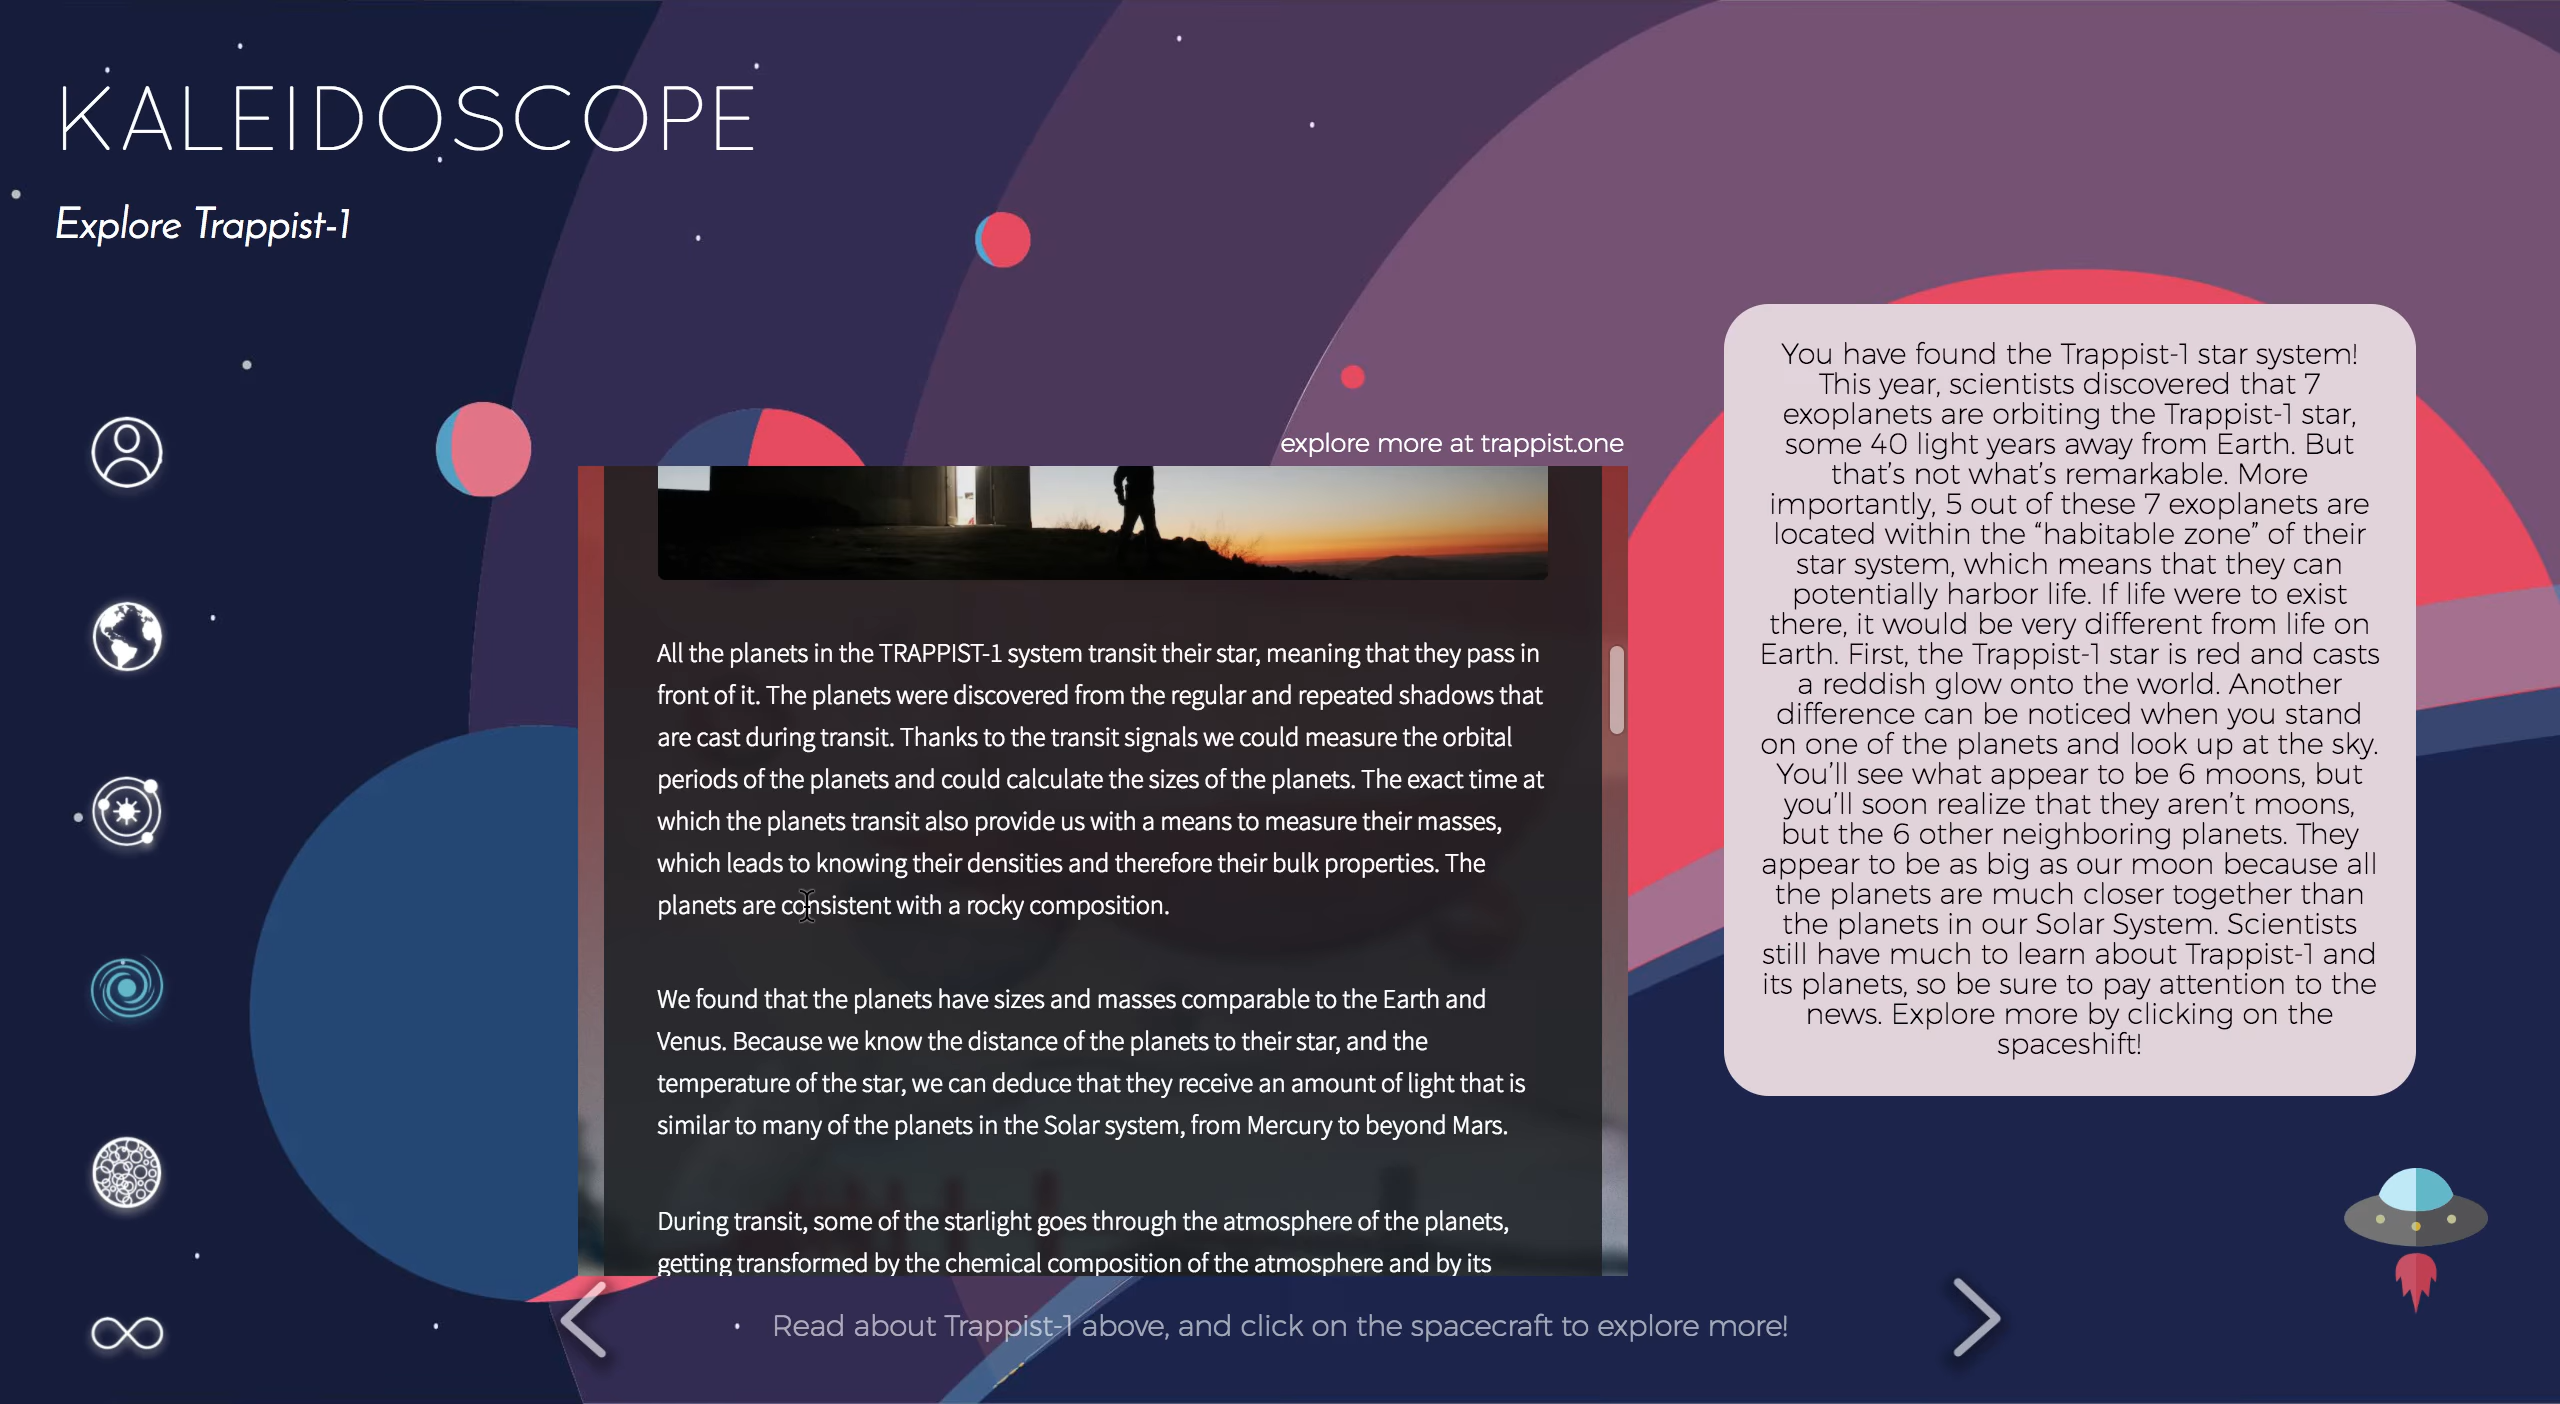 KALEIDOSCOPE
Explore Trappist-1
explore more at trappist.one
All the planets in the TRAPPIST-1 system transit their star, meaning that they pass in
front of it. The planets were discovered from the regular and repeated shadows that
are cast during transit. Thanks to the transit signals we could measure the orbital
periods of the planets and could calculate the sizes of the planets. The exact time at
which the planets transit also provide us with a means to measure their masses,
which leads to knowing their densities and therefore their bulk properties. The
planets are consistent with a rocky composition.
We found that the planets have sizes and masses comparable to the Earth and
Venus. Because we know the distance of the planets to their star, and the
temperature of the star, we can deduce that they receive an amount of light that is
similar to many of the planets in the Solar system, from Mercury to beyond Mars.
During transit, some of the starlight goes through the atmosphere of the planets,
getting transformed by the chemical composition of the atmosphere and by its
You have found the Trappist-1 star system!
This year, scientists discovered that 7
exoplanets are orbiting the Trappist-1 star,
some 40 light years away from Earth. But
that's not what's remarkable. More
importantly, 5 out of these 7 exoplanets are
located within the “habitable zone” of their
star system, which means that they can
potentially harbor life. If life were to exist
there, it would be very different from life on
Earth. First, the Trappist-1 star is red and casts
a reddish glow onto the world. Another
difference can be noticed when you stand
on one of the planets and look up at the sky.
You'll see what appear to be 6 moons, but
you'll soon realize that they aren't moons,
but the 6 other neighboring planets. They
appear to be as big as our moon because all
the planets are much closer together than
the planets in our Solar System. Scientists
still have much to learn about Trappist-1 and
its planets, so be sure to pay attention to the
news. Explore more by clicking on the
spaceshift!
Read about Trappist-1 above, and click on the spacecraft to explore more!